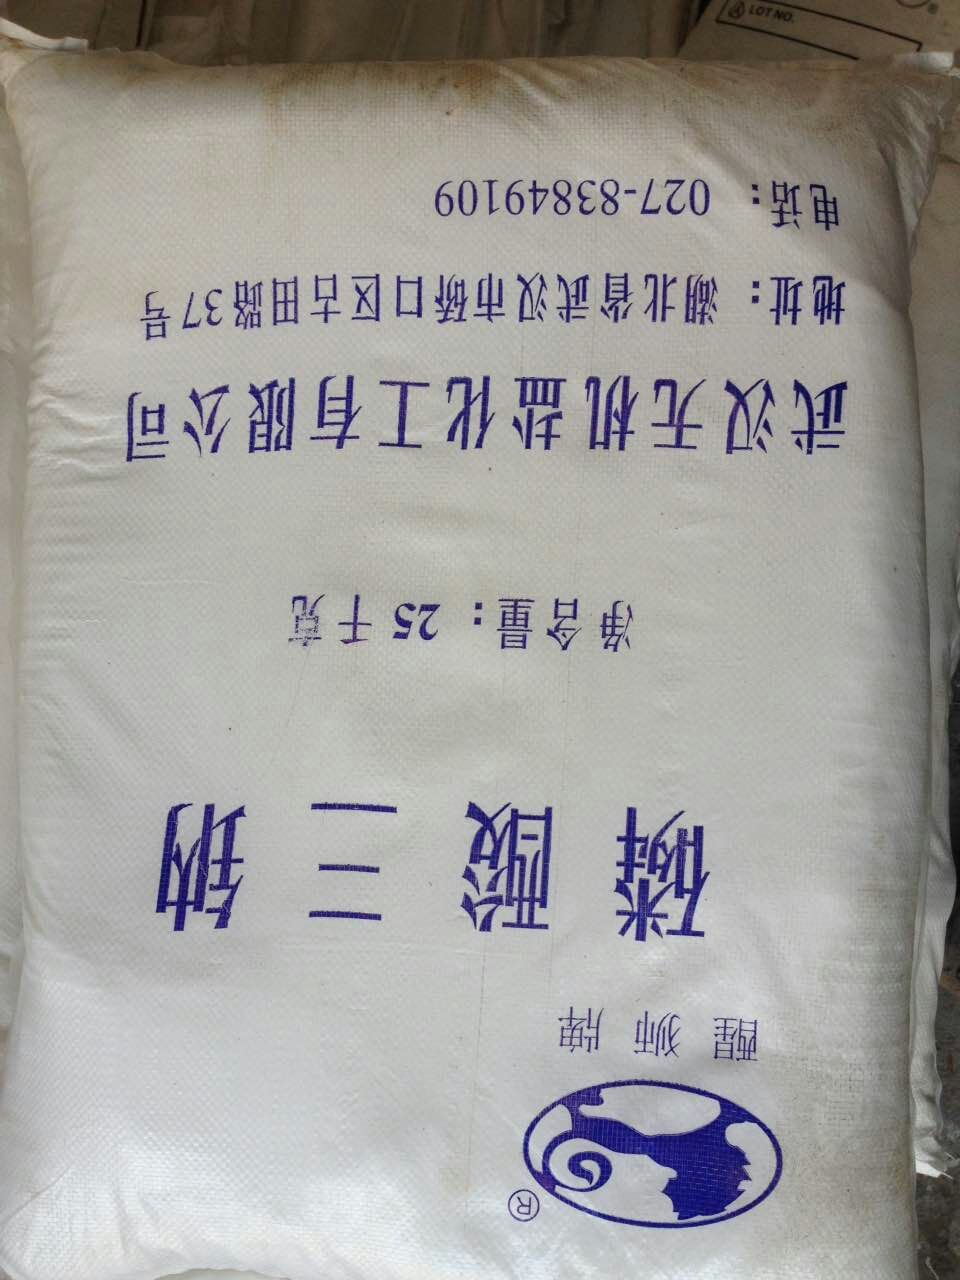 ®
醒狮牌
磷酸三钠
净含量：25千克
武汉无机盐化工有限公司
地址：湖北省武汉市硚口区古田路37号
电话：027-83849109
LOT NO.